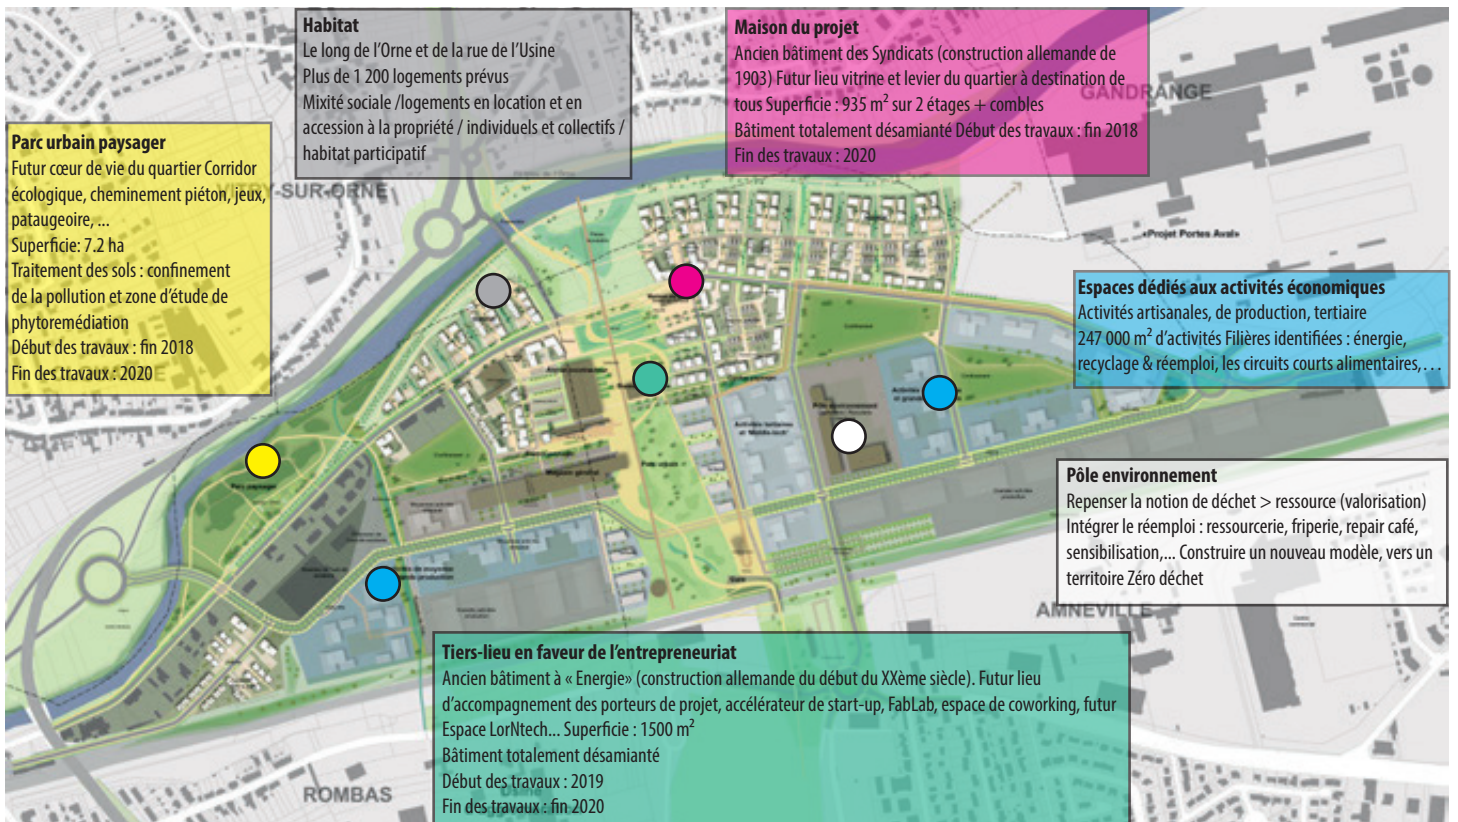 Habitat
Le long de l'Orne et de la rue de l'Usine
Plus de 1 200 logements prévus
Mixité sociale /logements en location et en
accession à la propriété / individuels et collectifs /
habitat participatif
Maison du projet
Ancien bâtiment des Syndicats (construction allemande de
1903) Futur lieu vitrine et levier du quartier à destination de
tous Superficie : 935 m² sur 2 étages + combles
Bâtiment totalement désamianté Début des travaux : fin 2018
Fin des travaux : 2020
GANDRANGE
Parc urbain paysager
Futur cœur de vie du quartier Corridor
écologique, cheminement piéton, jeux,
pataugeoire, ...
Superficie: 7.2 ha
Traitement des sols : confinement
de la pollution et zone d'étude de
phytoremédiation
Début des travaux : fin 2018
Fin des travaux : 2020
VITRY-SUR-ORNE
«Projet Portes Aval»
Espaces dédiés aux activités économiques
Activités artisanales, de production, tertiaire
247 000 m² d'activités Filières identifiées : énergie,
recyclage & réemploi, les circuits courts alimentaires,...
Parc paysager
Magasin général
Pôle environnement
Activités tertiaires
Pôle environnement
Repenser la notion de déchet > ressource (valorisation)
Intégrer le réemploi : ressourcerie, friperie, repair café,
sensibilisation,... Construire un nouveau modèle, vers un
territoire Zéro déchet
AMNEVILLE
Tiers-lieu en faveur de l'entrepreneuriat
Ancien bâtiment à « Energie» (construction allemande du début du XXème siècle). Futur lieu
d'accompagnement des porteurs de projet, accélérateur de start-up, FabLab, espace de coworking, futur
Espace LorNtech... Superficie : 1500 m²
Bâtiment totalement désamianté
Début des travaux : 2019
Fin des travaux : fin 2020
ROMBAS